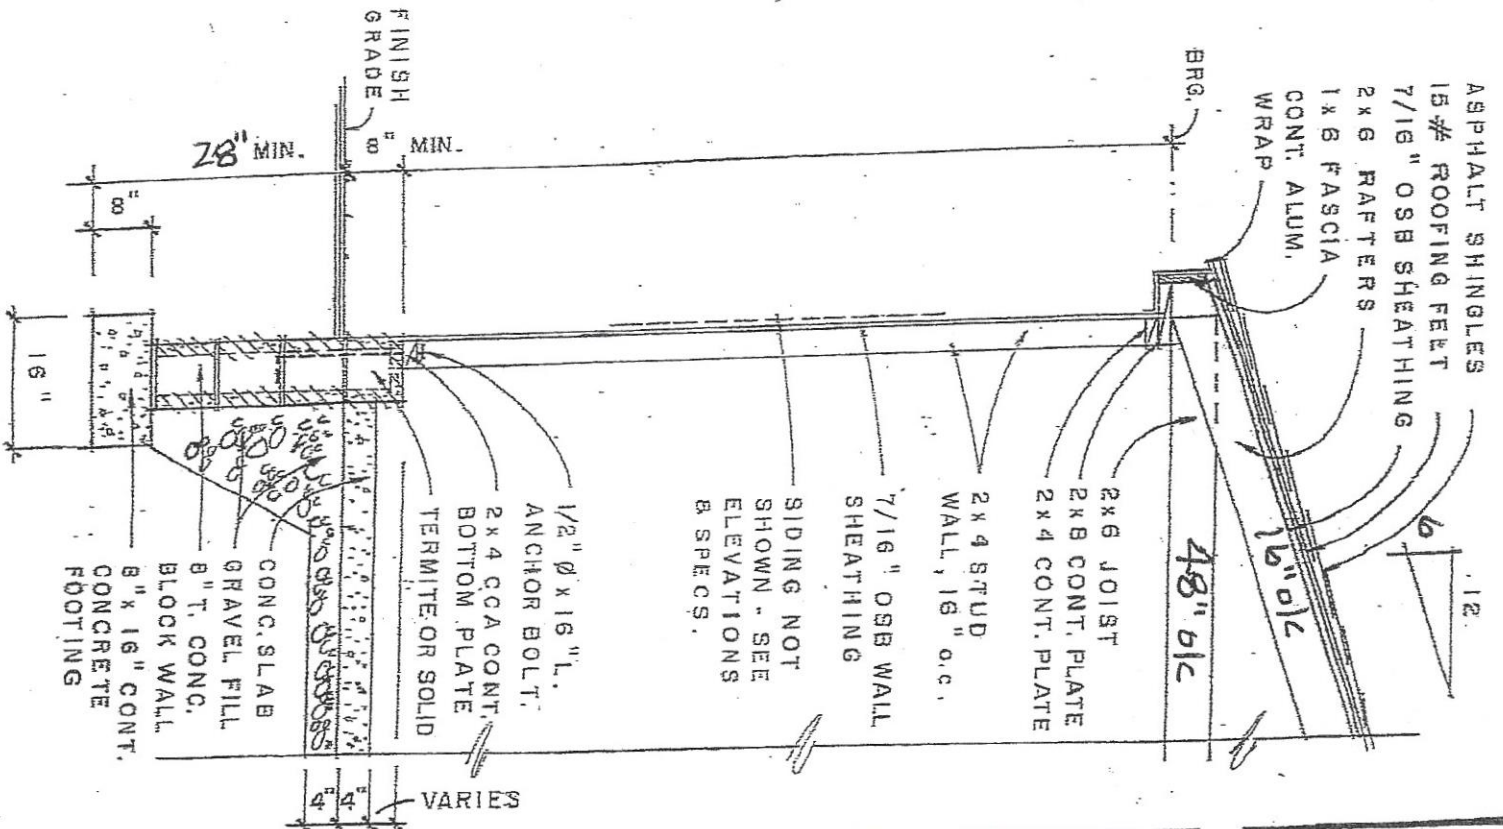 ASPHALT SHINGLES
15# ROOFING FELT
7/16" OSB SHEATHING
2x6 RAFTERS
1x6 FASCIA
CONT. ALUM.
WRAP
BRG.
6
12
16" o/c
48" o/c
2x6 JOIST
2x8 CONT. PLATE
2x4 CONT. PLATE
2x4 STUD
WALL, 16" o.c.
7/16" OSB WALL
SHEATHING
SIDING NOT
SHOWN - SEE
ELEVATIONS
& SPECS.
1/2" ø x 16" L.
ANCHOR BOLT.
2x4 CCA CONT.
BOTTOM PLATE
TERMITE OR SOLID
CONC. SLAB
GRAVEL FILL
8" T. CONC.
BLOCK WALL
8" x 16" CONT.
CONCRETE
FOOTING
FINISH
GRADE
8" MIN.
28" MIN.
8"
16"
4" 4"
VARIES